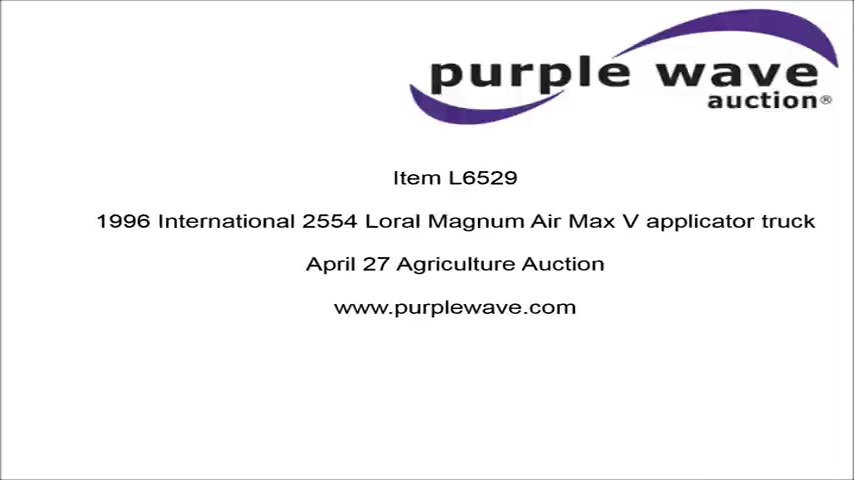 purple wave
auction®
Item L6529
1996 International 2554 Loral Magnum Air Max V applicator truck
April 27 Agriculture Auction
www.purplewave.com